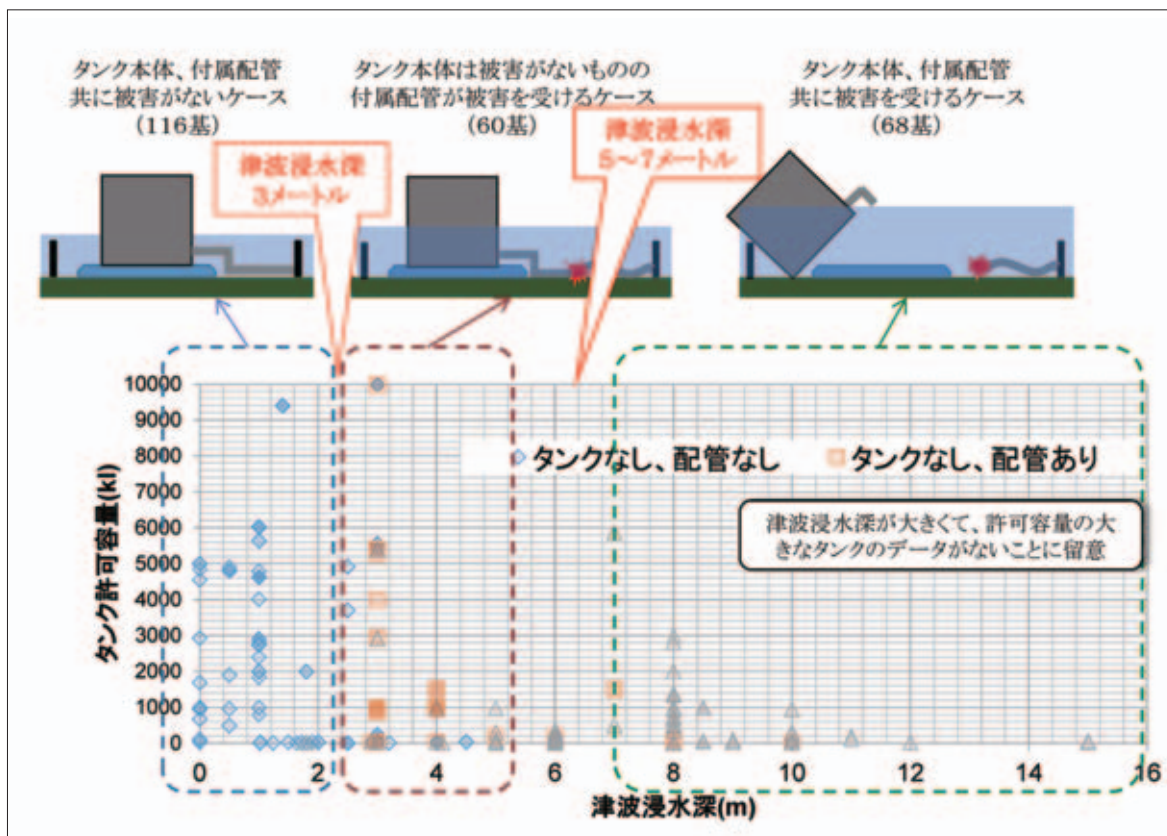 タンク本体、付属配管
共に被害がないケース
(116基)
タンク本体は被害がないものの
付属配管が被害を受けるケース
(60基)
タンク本体、付属配管
共に被害を受けるケース
(68基)
津波浸水深
3メートル
津波浸水深
5～7メートル
タンク許可容量(kl)
10000
9000
8000
7000
6000
5000
4000
3000
2000
1000
0
タンクなし、配管なし
タンクなし、配管あり
津波浸水深が大きくて、許可容量の大
きなタンクのデータがないことに留意
0
2
4
6
8
10
12
14
16
津波浸水深(m)